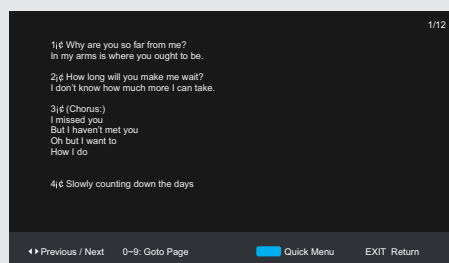 1/12
1¡¢ Why are you so far from me?
In my arms is where you ought to be.
2¡¢ How long will you make me wait?
I don't know how much more I can take.
3¡¢ (Chorus:)
I missed you
But I haven't met you
Oh but I want to
How I do
4¡¢ Slowly counting down the days
Previous / Next 0~9: Goto Page Quick Menu EXIT Return